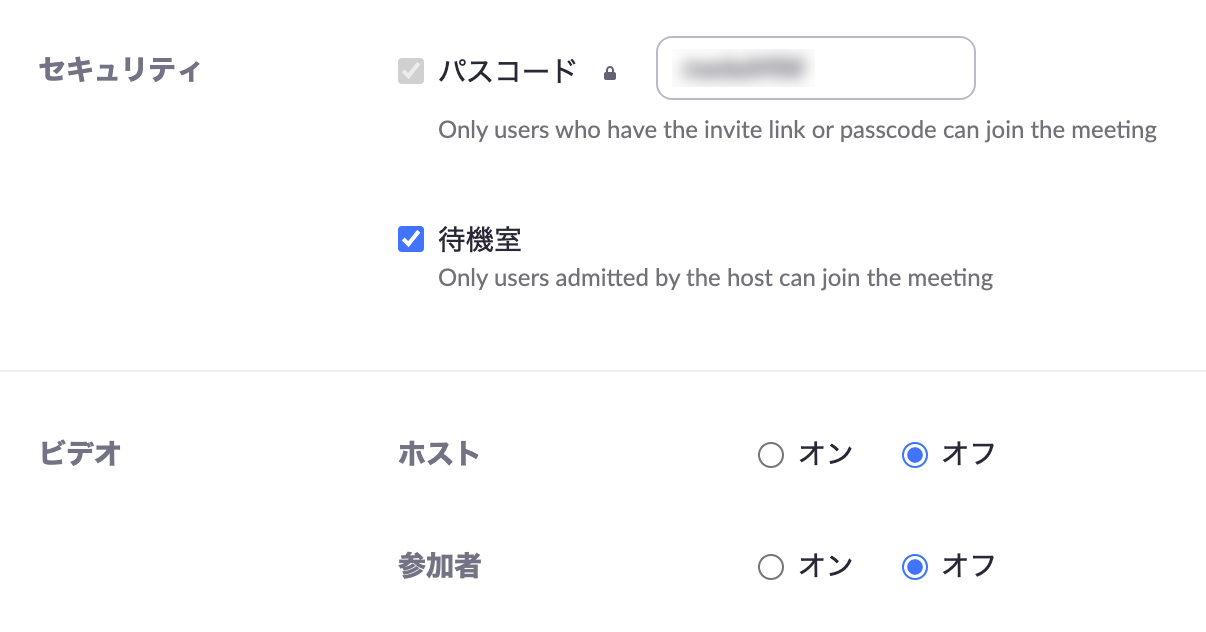 セキュリティ
パスコード
Only users who have the invite link or passcode can join the meeting
待機室
Only users admitted by the host can join the meeting
ビデオ
ホスト
オン
オフ
参加者
オン
オフ